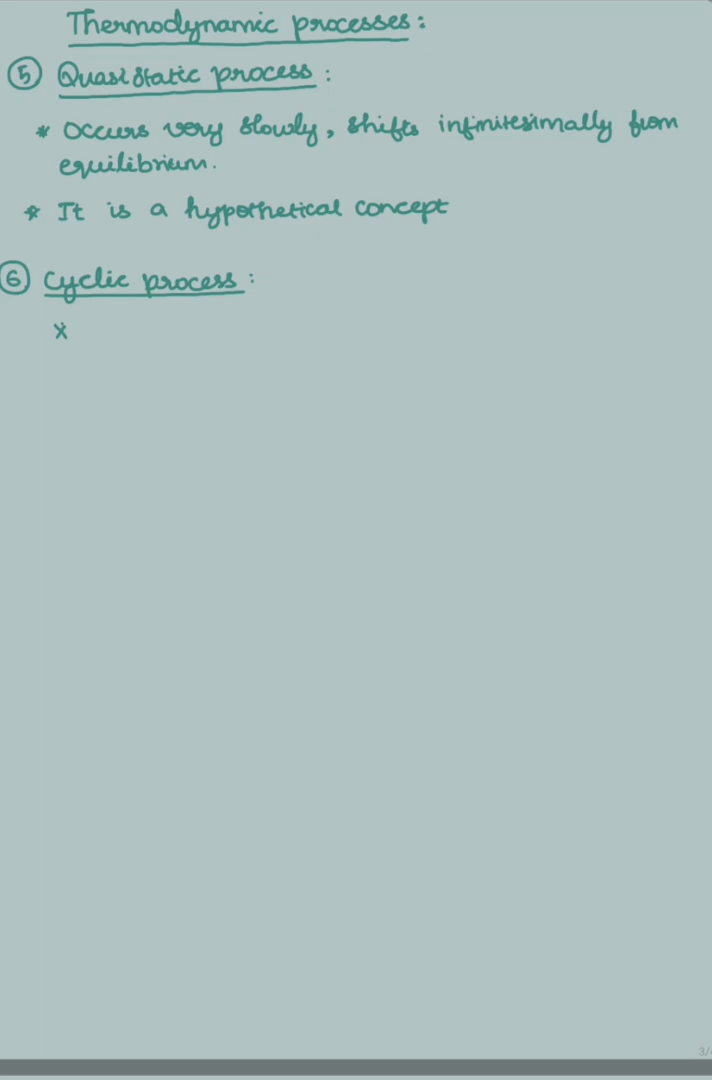 Thermodynamic processes:
⑤ Quasi Static process:
* Occurs very slowly, shifts infinitesimally from
equilibrium.
* It is a hypothetical concept
⑥ Cyclic process:
*